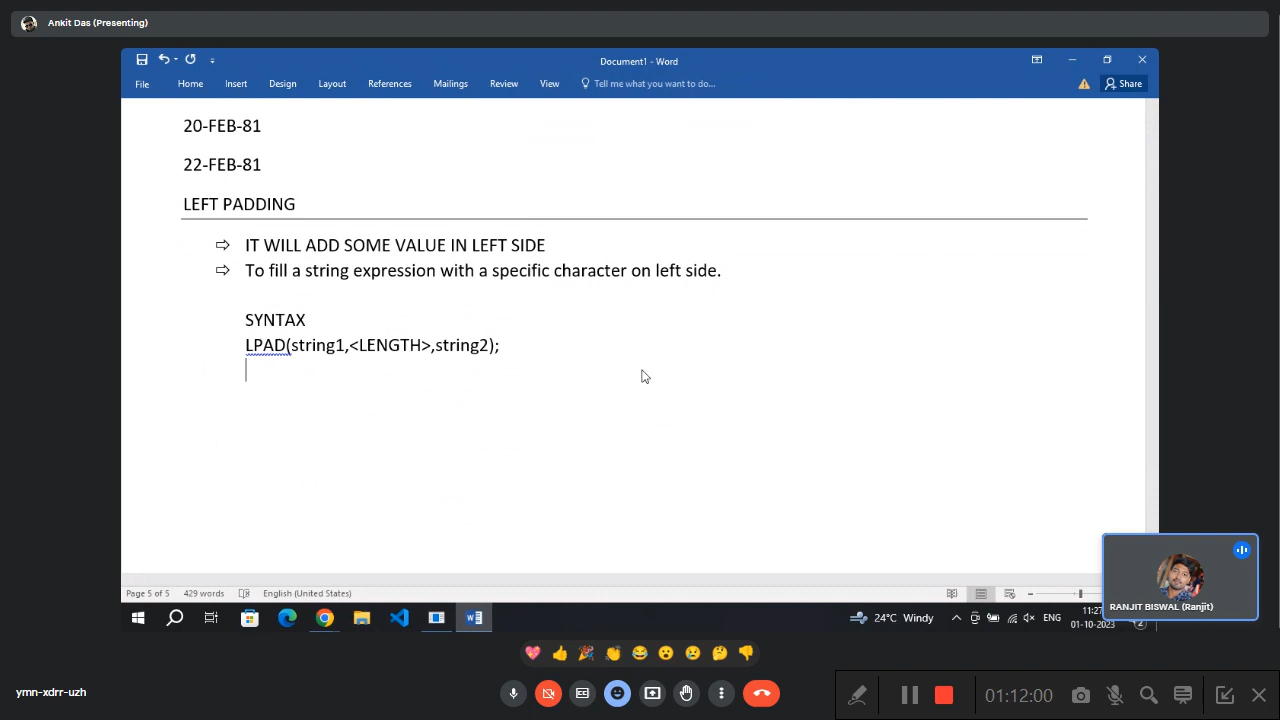 Ankit Das (Presenting)
Document1 - Word
File Home Insert Design Layout References Mailings Review View Tell me what you want to do... Share
20-FEB-81
22-FEB-81
LEFT PADDING
⇨ IT WILL ADD SOME VALUE IN LEFT SIDE
⇨ To fill a string expression with a specific character on left side.
SYNTAX
LPAD(string1,<LENGTH>,string2);
RANJIT BISWAL (Ranjit)
Page 5 of 5 429 words English (United States)
24°C Windy ENG
11:27
01-10-2023
2
ymn-xdrr-uzh
01:12:00